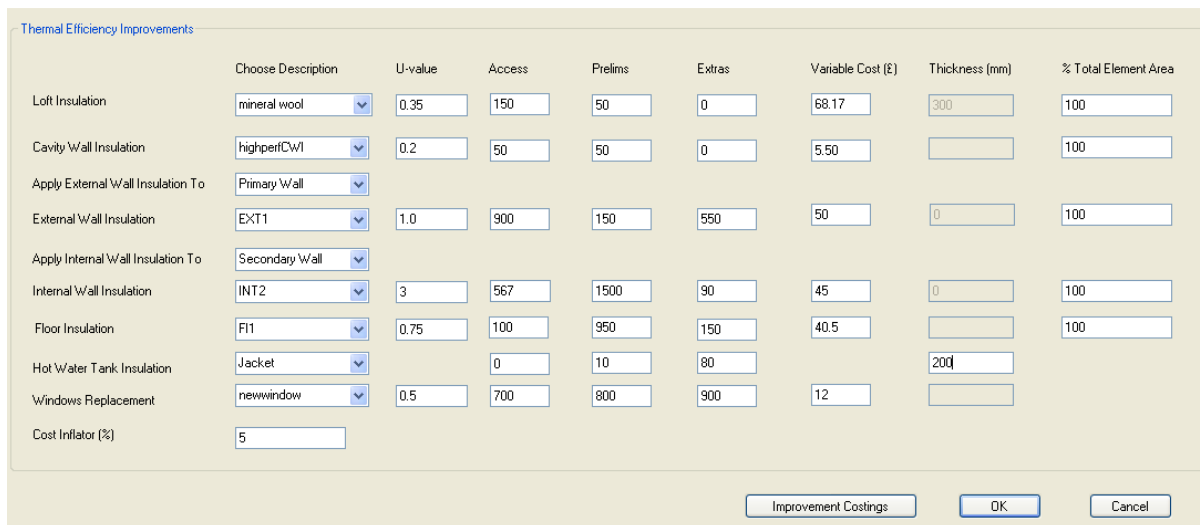 Thermal Efficiency Improvements
Choose Description U-value Access Prelims Extras Variable Cost (£) Thickness (mm) % Total Element Area
Loft Insulation mineral wool 0.35 150 50 0 68.17 300 100
Cavity Wall Insulation highperfCWI 0.2 50 50 0 5.50 100
Apply External Wall Insulation To Primary Wall
External Wall Insulation EXT1 1.0 900 150 550 50 0 100
Apply Internal Wall Insulation To Secondary Wall
Internal Wall Insulation INT2 3 567 1500 90 45 0 100
Floor Insulation FI1 0.75 100 950 150 40.5 100
Hot Water Tank Insulation Jacket 0 10 80 200
Windows Replacement newwindow 0.5 700 800 900 12
Cost Inflator (%) 5
Improvement Costings OK Cancel